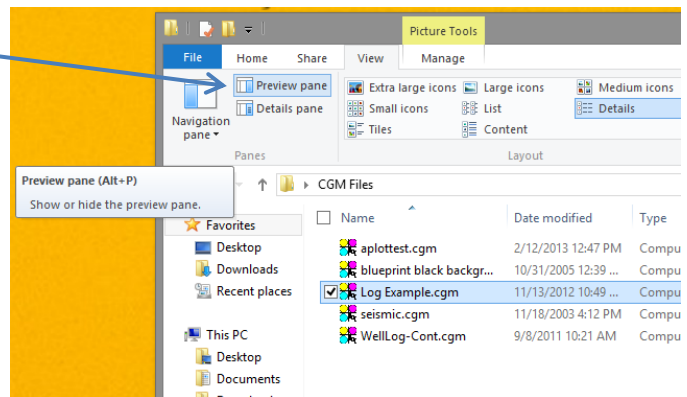 Picture Tools
File Home Share View Manage
Preview pane Extra large icons Large icons Medium icons
Details pane Small icons List Details
Navigation pane Tiles Content
Panes Layout
Preview pane (Alt+P)
Show or hide the preview pane.
CGM Files
Favorites Name Date modified Type
Desktop aplottest.cgm 2/12/2013 12:47 PM Compu
Downloads blueprint black backgr... 10/31/2005 12:39 ... Compu
Recent places Log Example.cgm 11/13/2012 10:49 ... Compu
seismic.cgm 11/18/2003 4:12 PM Compu
This PC WellLog-Cont.cgm 9/8/2011 10:21 AM Compu
Desktop
Documents